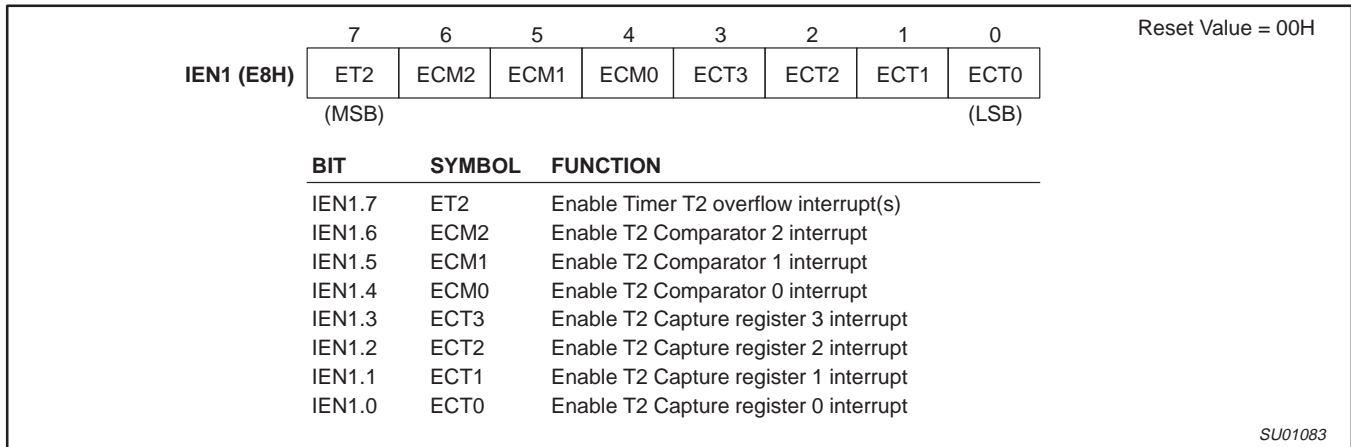 Reset Value = 00H
7 6 5 4 3 2 1 0
IEN1 (E8H) ET2 ECM2 ECM1 ECM0 ECT3 ECT2 ECT1 ECT0
(MSB) (LSB)
BIT SYMBOL FUNCTION
IEN1.7 ET2 Enable Timer T2 overflow interrupt(s)
IEN1.6 ECM2 Enable T2 Comparator 2 interrupt
IEN1.5 ECM1 Enable T2 Comparator 1 interrupt
IEN1.4 ECM0 Enable T2 Comparator 0 interrupt
IEN1.3 ECT3 Enable T2 Capture register 3 interrupt
IEN1.2 ECT2 Enable T2 Capture register 2 interrupt
IEN1.1 ECT1 Enable T2 Capture register 1 interrupt
IEN1.0 ECT0 Enable T2 Capture register 0 interrupt
SU01083